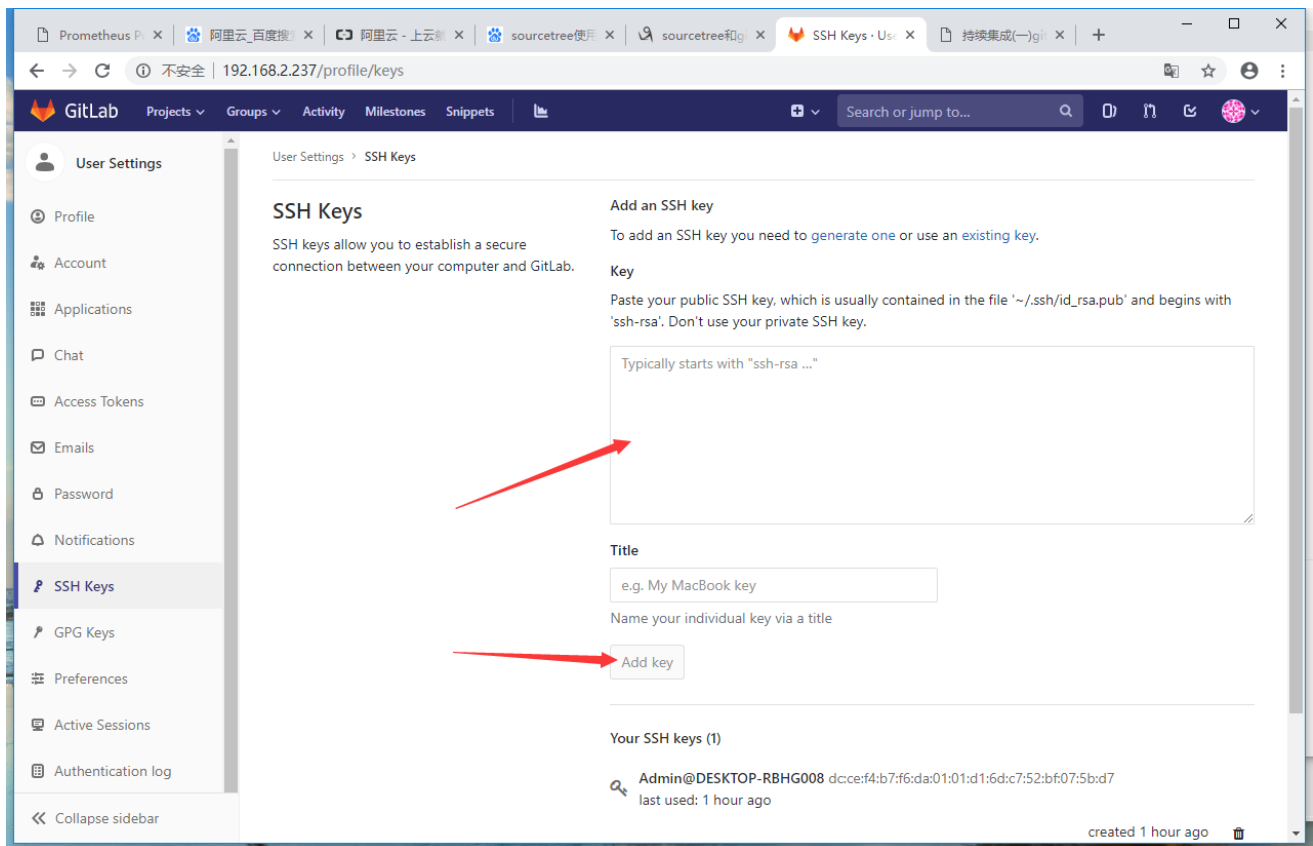 Prometheus P
阿里云_百度搜
阿里云 - 上云
sourcetree使
sourcetree和g
SSH Keys · Use
持续集成(一)gi
不安全 | 192.168.2.237/profile/keys
GitLab Projects Groups Activity Milestones Snippets Search or jump to...
User Settings
Profile
Account
Applications
Chat
Access Tokens
Emails
Password
Notifications
SSH Keys
GPG Keys
Preferences
Active Sessions
Authentication log
Collapse sidebar
User Settings > SSH Keys
SSH Keys
SSH keys allow you to establish a secure
connection between your computer and GitLab.
Add an SSH key
To add an SSH key you need to generate one or use an existing key.
Key
Paste your public SSH key, which is usually contained in the file '~/.ssh/id_rsa.pub' and begins with
'ssh-rsa'. Don't use your private SSH key.
Typically starts with "ssh-rsa ..."
Title
e.g. My MacBook key
Name your individual key via a title
Add key
Your SSH keys (1)
Admin@DESKTOP-RBHG008 dc:ce:f4:b7:f6:da:01:01:d1:6d:c7:52:bf:07:5b:d7
last used: 1 hour ago
created 1 hour ago